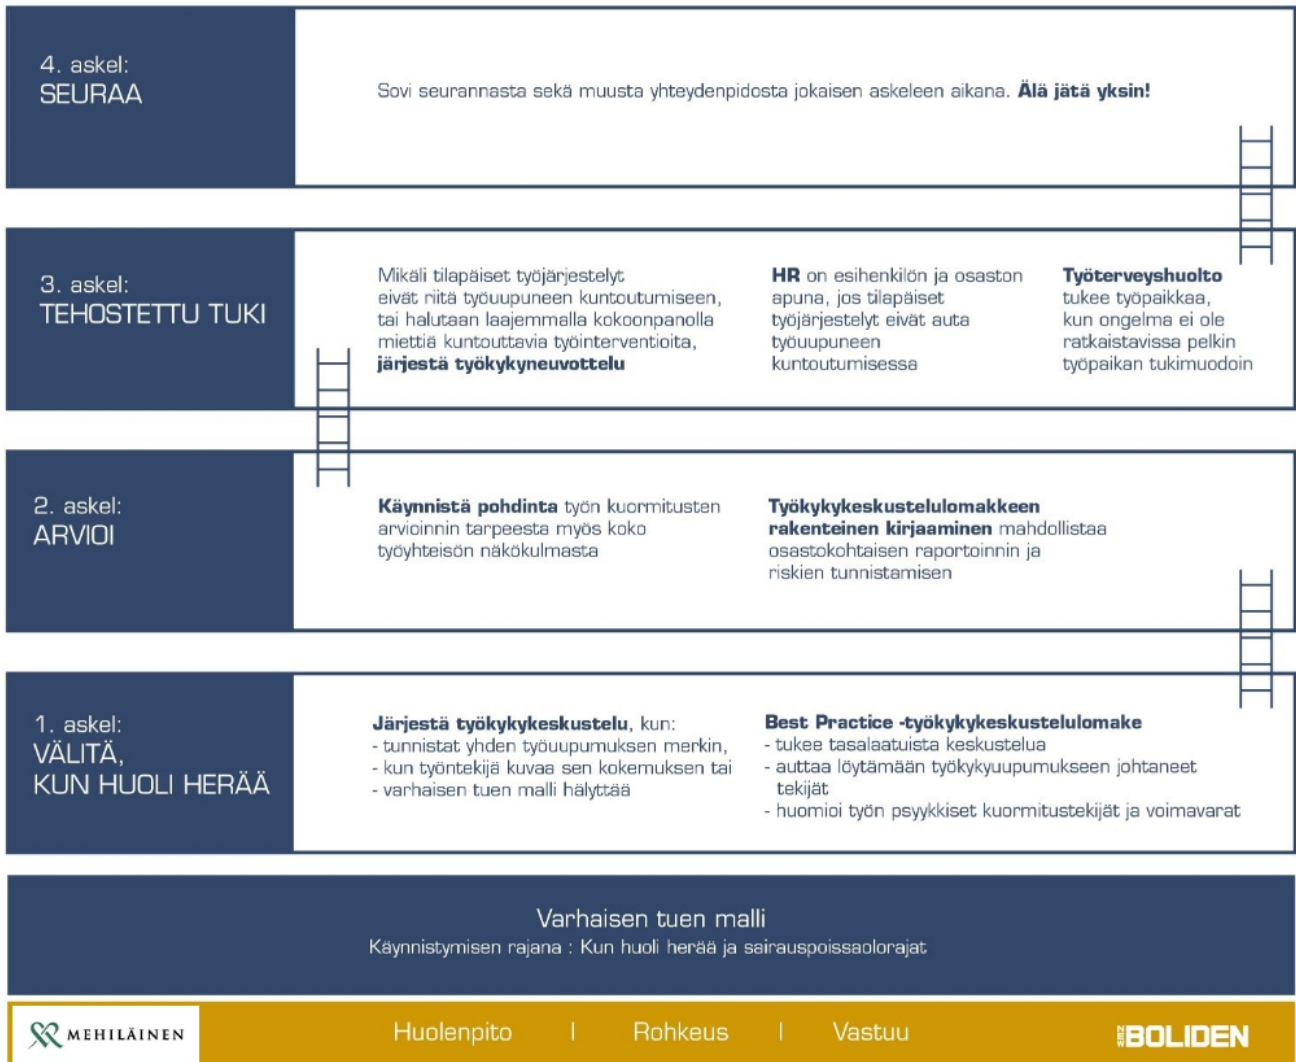 4. askel:
SEURAA
Sovi seurannasta sekä muusta yhteydenpidosta jokaisen askeleen aikana. Älä jätä yksin!
3. askel:
TEHOSTETTU TUKI
Mikäli tilapäiset työjärjestelyt
eivät riitä työuupuneen kuntoutumiseen,
tai halutaan laajemmalla kokoonpanolla
miettiä kuntouttavia työinterventioita,
järjestä työkykyneuvottelu
HR on esihenkilön ja osaston
apuna, jos tilapäiset
työjärjestelyt eivät auta
työuupuneen
kuntoutumisessa
Työterveyshuolto
tukee työpaikkaa,
kun ongelma ei ole
ratkaistavissa pelkin
työpaikan tukimuodoin
2. askel:
ARVIOI
Käynnistä pohdinta työn kuormitusten
arvioinnin tarpeesta myös koko
työyhteisön näkökulmasta
Työkykykeskustelulomakkeen
rakenteinen kirjaaminen mahdollistaa
osastokohtaisen raportoinnin ja
riskien tunnistamisen
1. askel:
VÄLITÄ,
KUN HUOLI HERÄÄ
Järjestä työkykykeskustelu, kun:
- tunnistat yhden työuupumuksen merkin,
- kun työntekijä kuvaa sen kokemuksen tai
- varhaisen tuen malli hälyttää
Best Practice -työkykykeskustelulomake
- tukee tasalaatuista keskustelua
- auttaa löytämään työkykyuupumukseen johtaneet
tekijät
- huomioi työn psyykkiset kuormitustekijät ja voimavarat
Varhaisen tuen malli
Käynnistymisen rajana : Kun huoli herää ja sairauspoissaolorajat
MEHILÄINEN
Huolenpito | Rohkeus | Vastuu
BOLIDEN